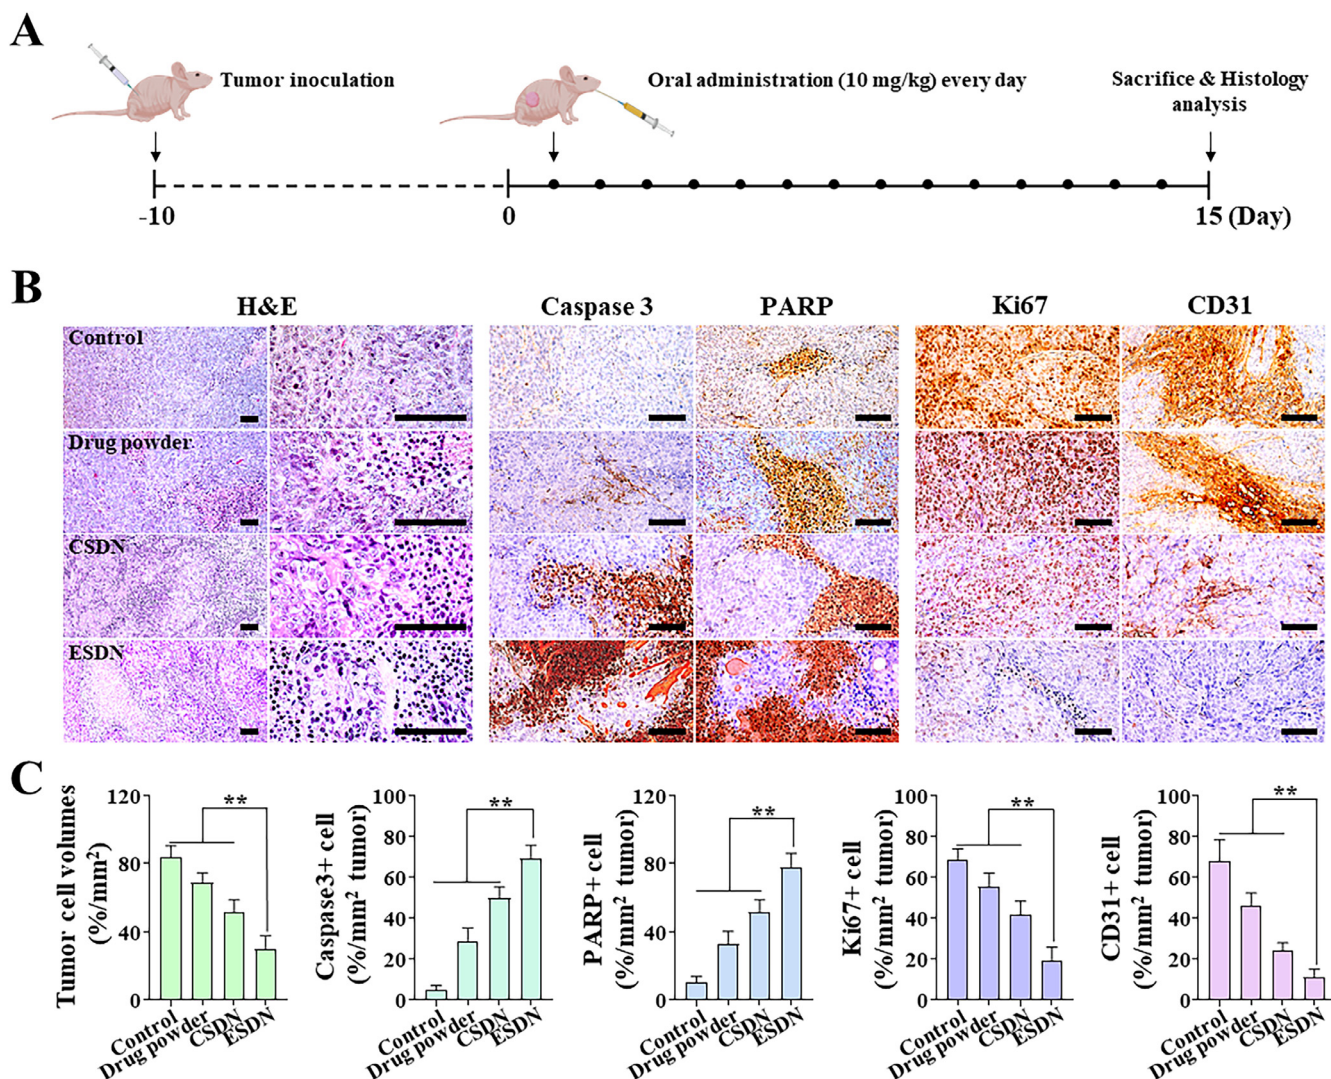 A
Tumor inoculation
Oral administration (10 mg/kg) every day
Sacrifice & Histology
analysis
-10
0
15 (Day)
B
H&E
Caspase 3
PARP
Ki67
CD31
Control
Drug powder
CSDN
ESDN
C
Tumor cell volumes
(%/mm²)
120
80
40
0
**
Control
Drug powder
CSDN
ESDN
Caspase3+ cell
(%/mm² tumor)
100
80
60
40
20
0
**
Control
Drug powder
CSDN
ESDN
PARP+ cell
(%/mm² tumor)
120
80
40
0
**
Control
Drug powder
CSDN
ESDN
Ki67+ cell
(%/mm² tumor)
100
80
60
40
20
0
**
Control
Drug powder
CSDN
ESDN
CD31+ cell
(%/mm² tumor)
100
80
60
40
20
0
**
Control
Drug powder
CSDN
ESDN